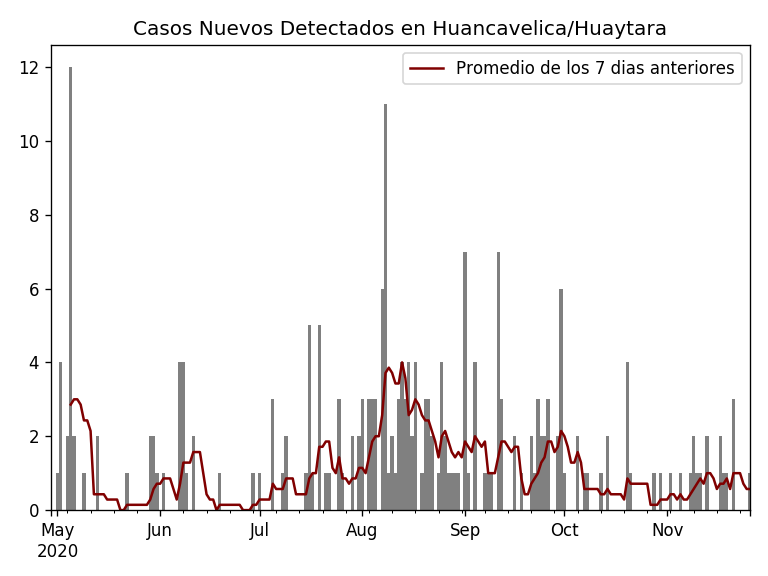 Casos Nuevos Detectados en Huancavelica/Huaytara
Promedio de los 7 dias anteriores
12
10
8
6
4
2
0
May Jun Jul Aug Sep Oct Nov
2020